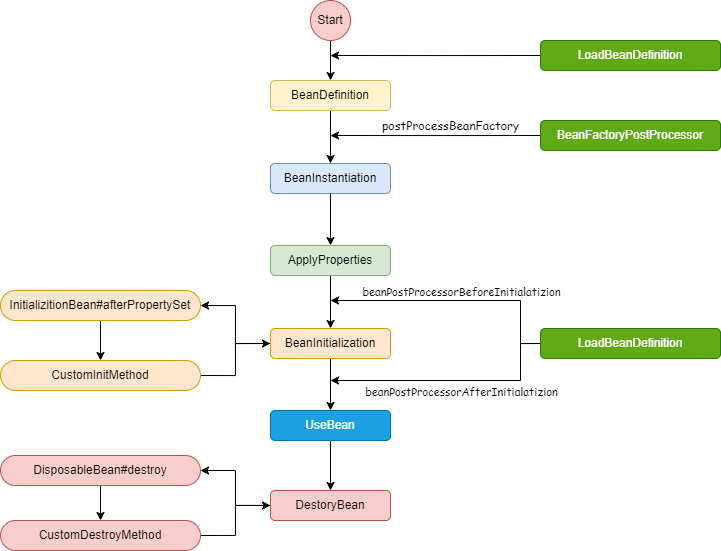 Start
LoadBeanDefinition
BeanDefinition
postProcessBeanFactory
BeanFactoryPostProcessor
BeanInstantiation
ApplyProperties
beanPostProcessorBeforeInitialatizion
InitializitionBean#afterPropertySet
BeanInitialization
LoadBeanDefinition
CustomInitMethod
beanPostProcessorAfterInitialatizion
UseBean
DisposableBean#destroy
DestoryBean
CustomDestroyMethod